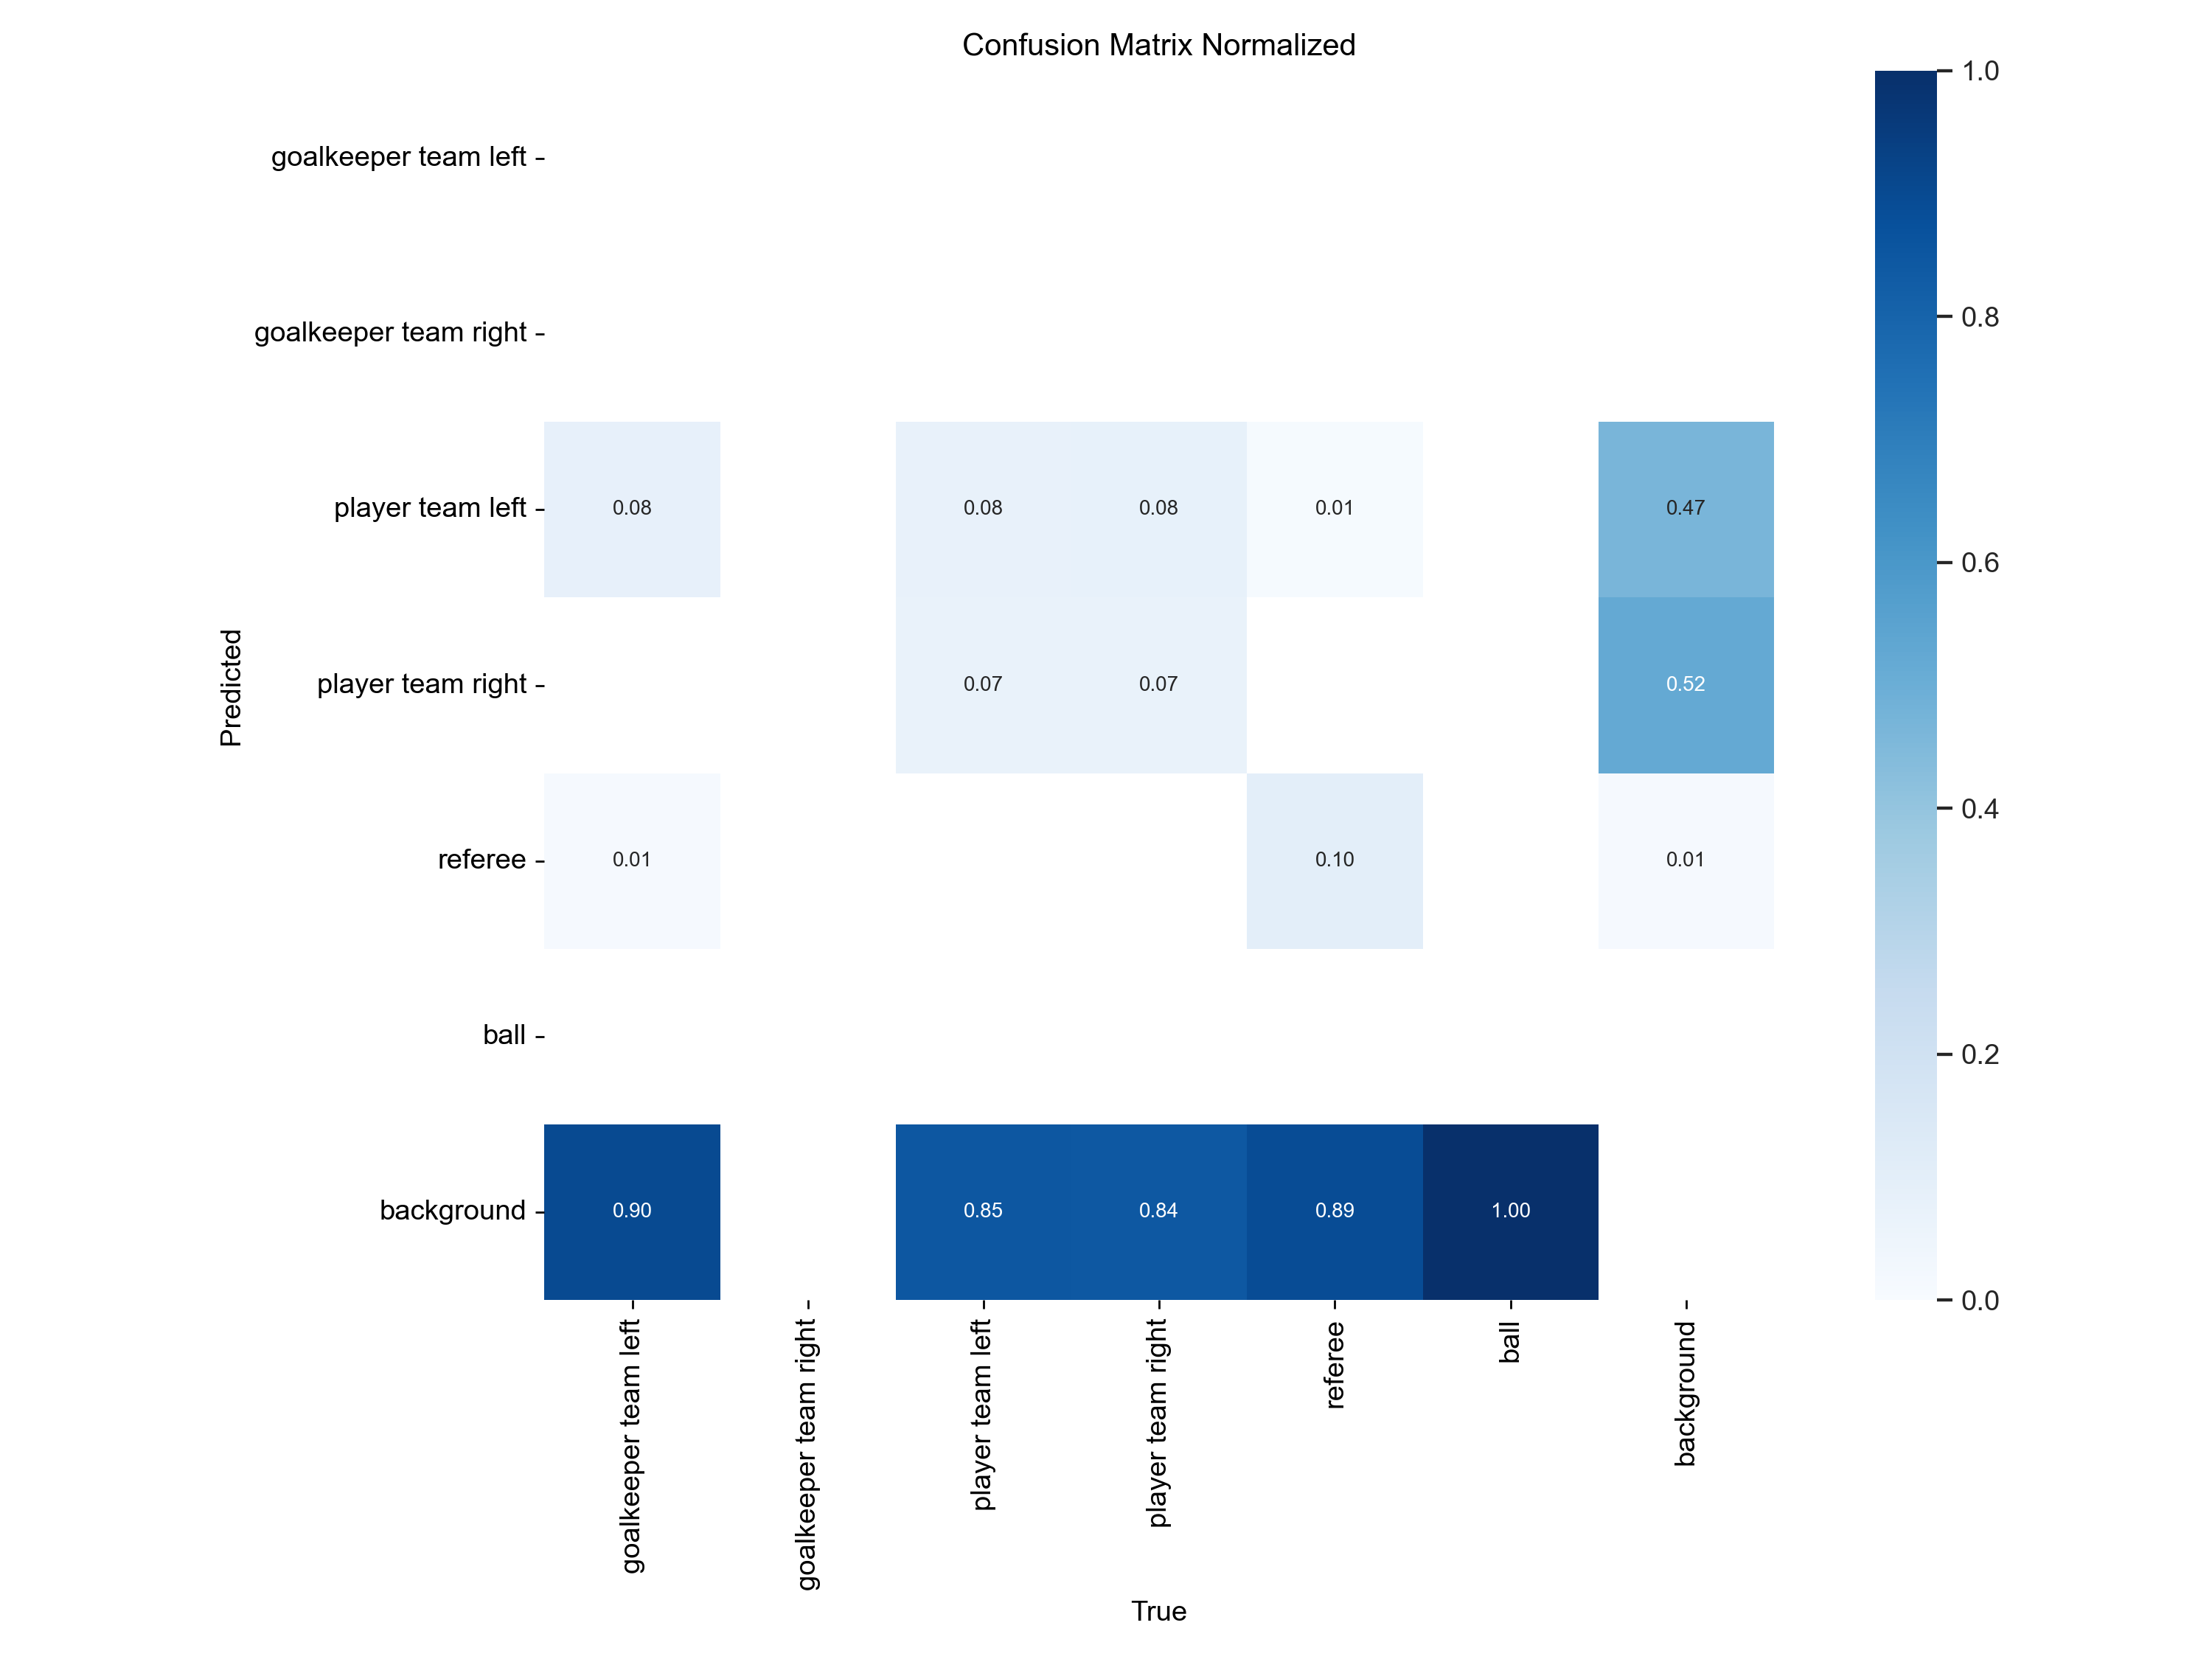 Confusion Matrix Normalized
goalkeeper team left
goalkeeper team right
player team left
0.08
0.08
0.08
0.01
0.47
player team right
0.07
0.07
0.52
referee
0.01
0.10
0.01
ball
background
0.90
0.85
0.84
0.89
1.00
Predicted
goalkeeper team left
goalkeeper team right
player team left
player team right
referee
ball
background
True
1.0
0.8
0.6
0.4
0.2
0.0